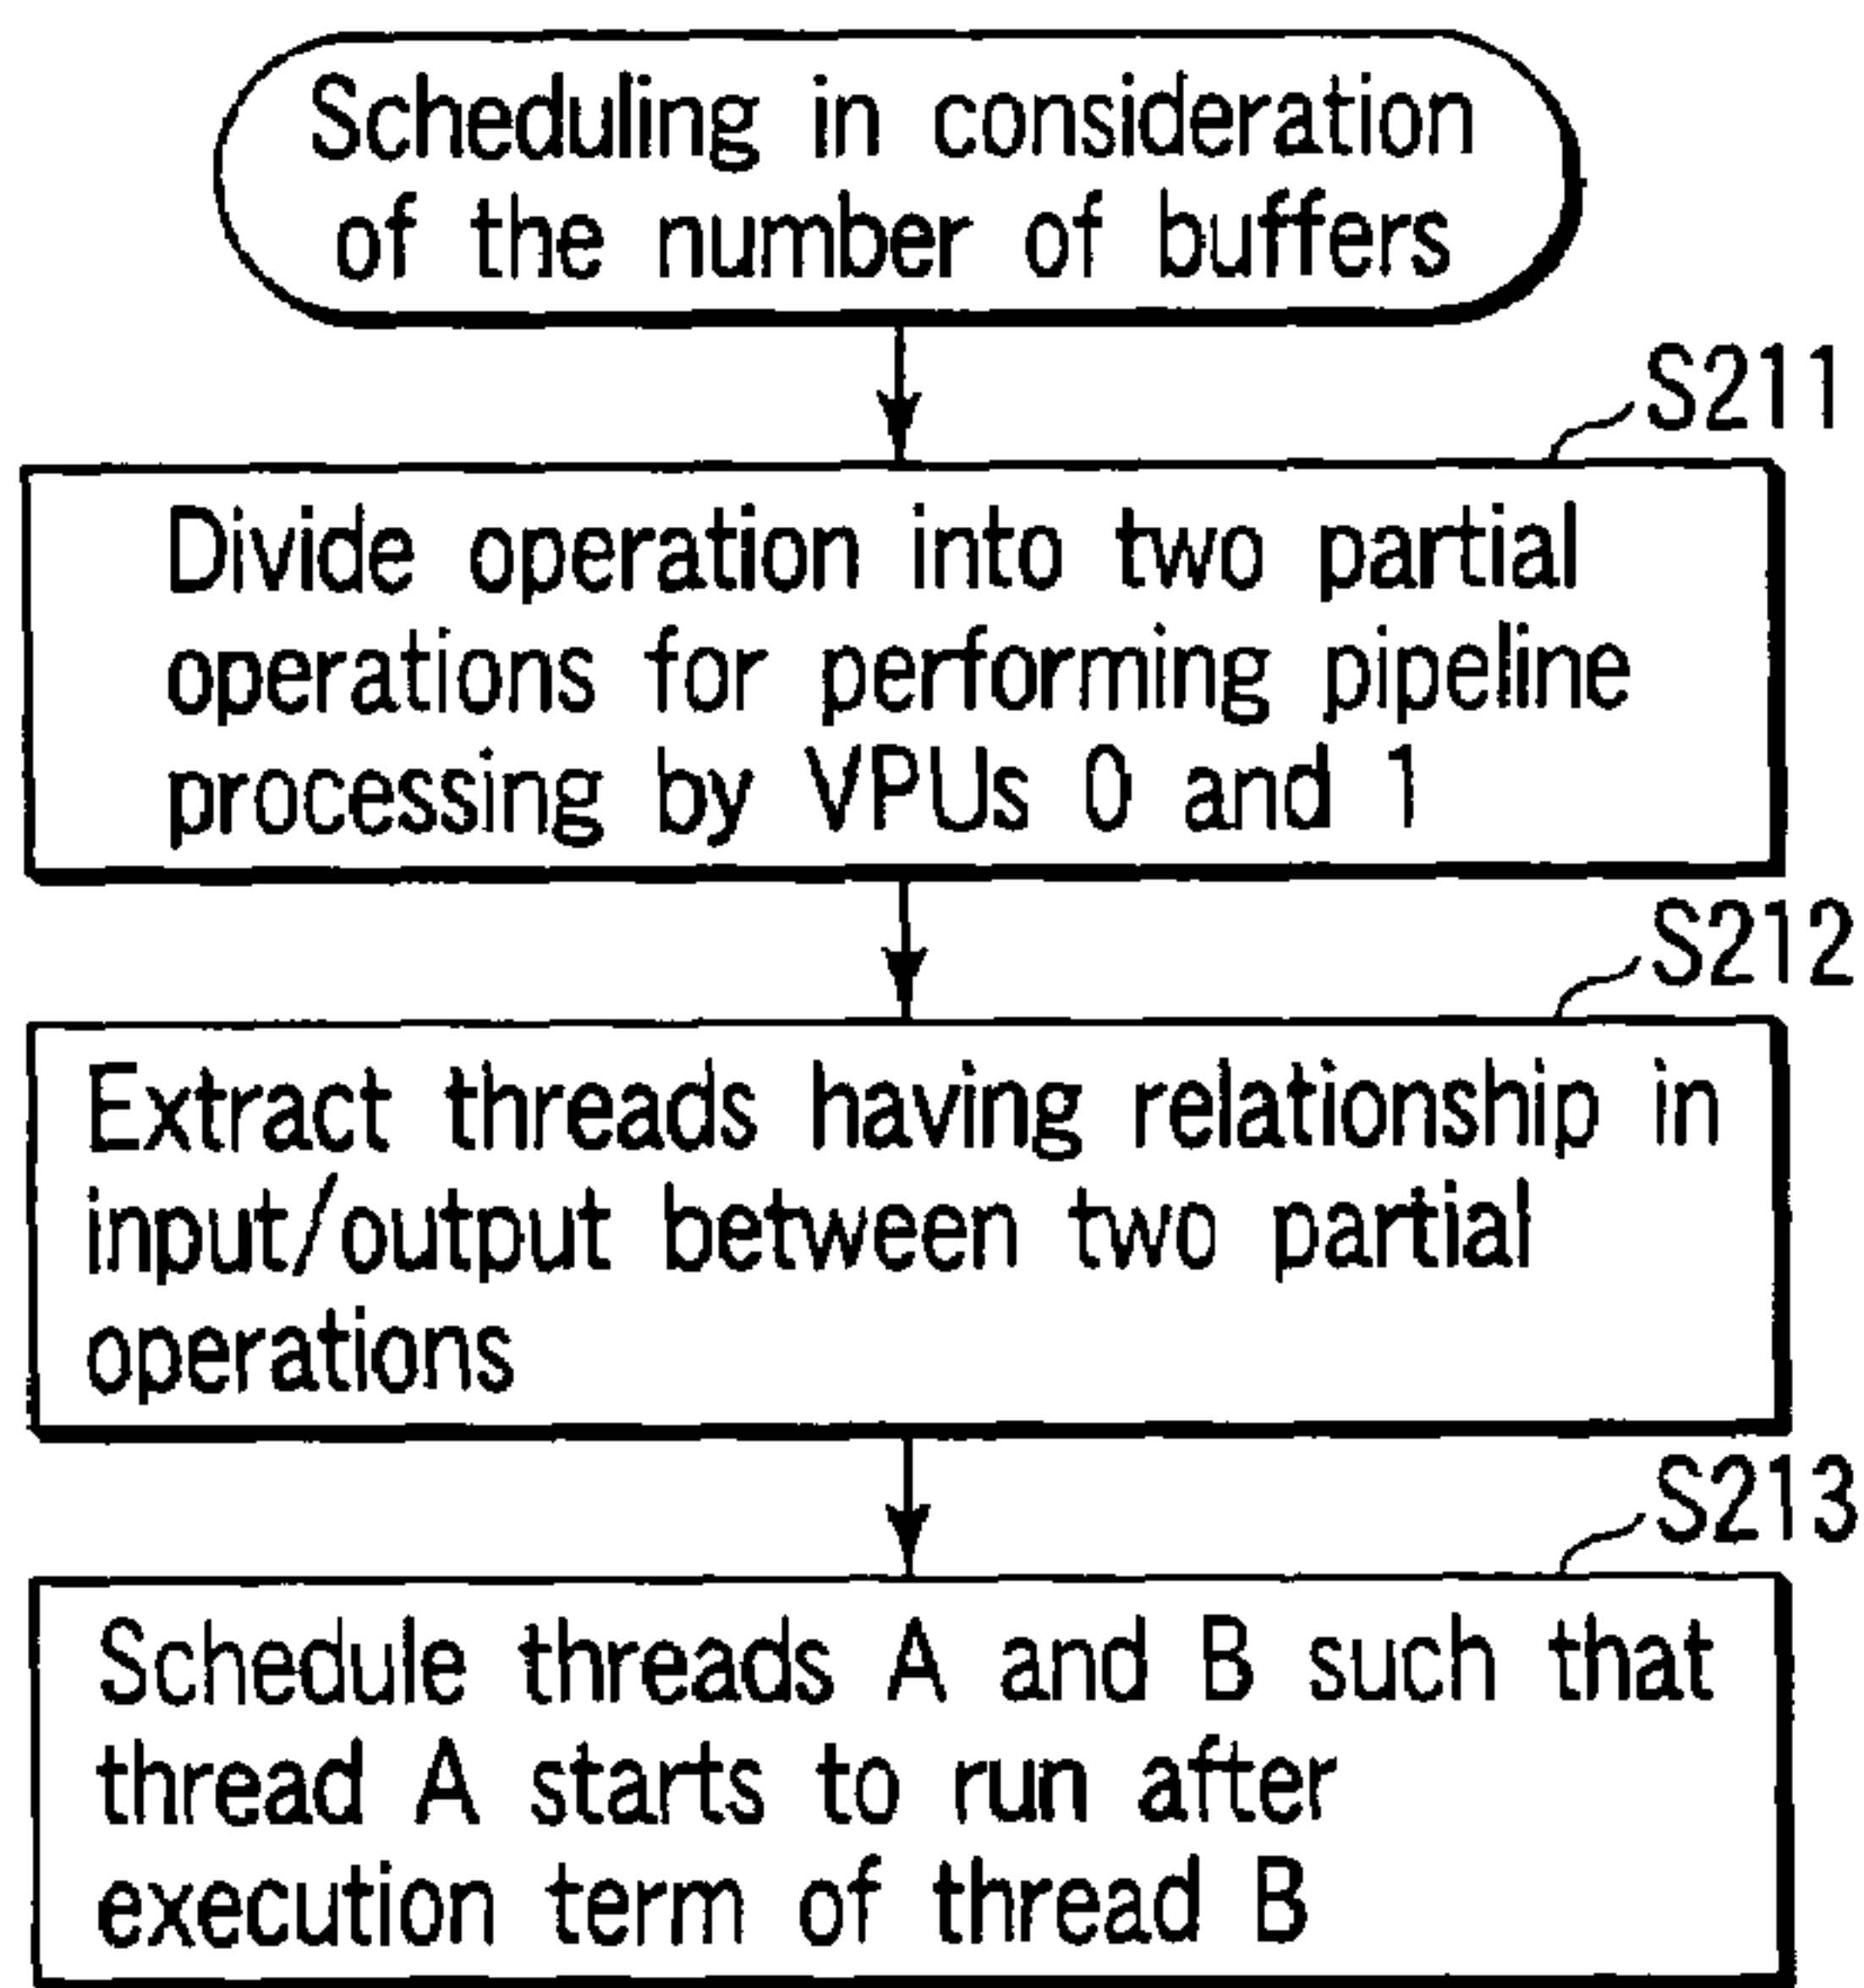 Scheduling in consideration
of the number of buffers
S211
Divide operation into two partial
operations for performing pipeline
processing by VPUs 0 and 1
S212
Extract threads having relationship in
input/output between two partial
operations
S213
Schedule threads A and B such that
thread A starts to run after
execution term of thread B